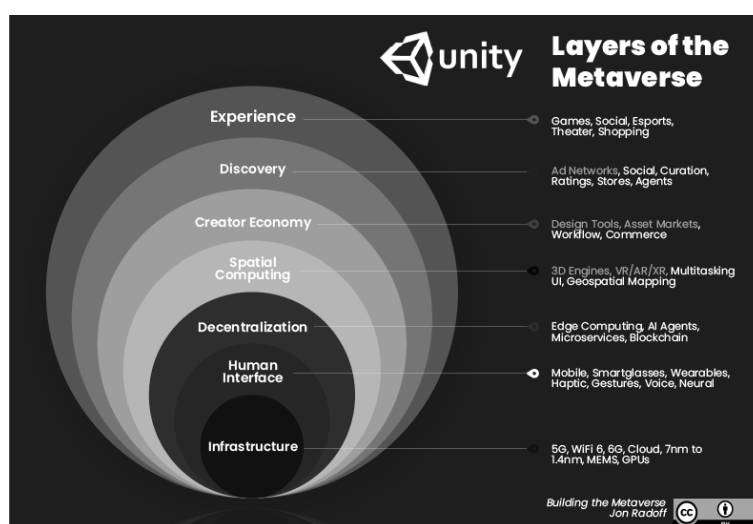 unity
Layers of the
Metaverse
Experience
Games, Social, Esports,
Theater, Shopping
Discovery
Ad Networks, Social, Curation,
Ratings, Stores, Agents
Creator Economy
Design Tools, Asset Markets,
Workflow, Commerce
Spatial
Computing
3D Engines, VR/AR/XR, Multitasking
UI, Geospatial Mapping
Decentralization
Edge Computing, AI Agents,
Microservices, Blockchain
Human
Interface
Mobile, Smartglasses, Wearables,
Haptic, Gestures, Voice, Neural
Infrastructure
5G, WiFi 6, 6G, Cloud, 7nm to
1.4nm, MEMS, GPUs
Building the Metaverse
Jon Radoff
cc